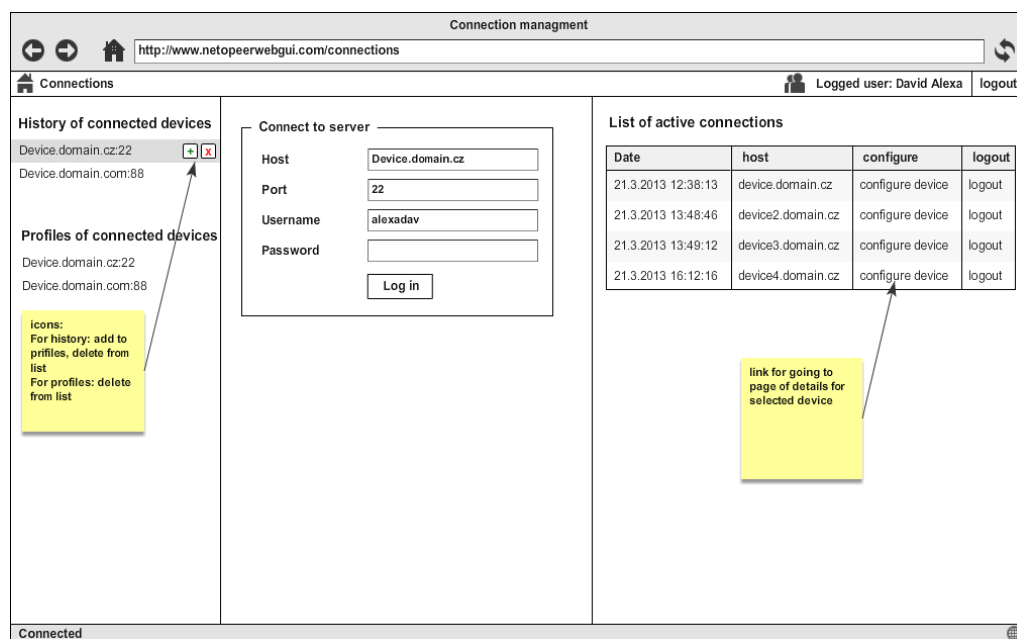 Connection managment
http://www.netopeerwebgui.com/connections
Connections
Logged user: David Alexa
logout
History of connected devices
Device.domain.cz:22
+ x
Device.domain.com:88
Profiles of connected devices
Device.domain.cz:22
Device.domain.com:88
icons:
For history: add to
prifiles, delete from
list
For profiles: delete
from list
Connect to server
Host Device.domain.cz
Port 22
Username alexadav
Password
Log in
List of active connections
Date host configure logout
21.3.2013 12:38:13 device.domain.cz configure device logout
21.3.2013 13:48:46 device2.domain.cz configure device logout
21.3.2013 13:49:12 device3.domain.cz configure device logout
21.3.2013 16:12:16 device4.domain.cz configure device logout
link for going to
page of details for
selected device
Connected